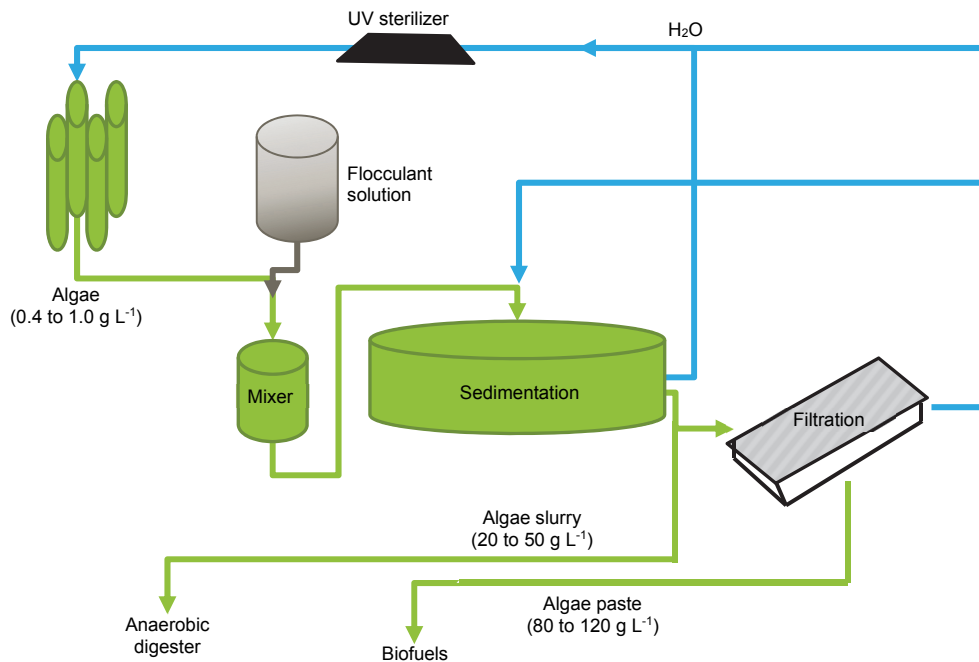 UV sterilizer
H₂O
Flocculant
solution
Algae
(0.4 to 1.0 g L⁻¹)
Mixer
Sedimentation
Filtration
Algae slurry
(20 to 50 g L⁻¹)
Algae paste
(80 to 120 g L⁻¹)
Anaerobic
digester
Biofuels